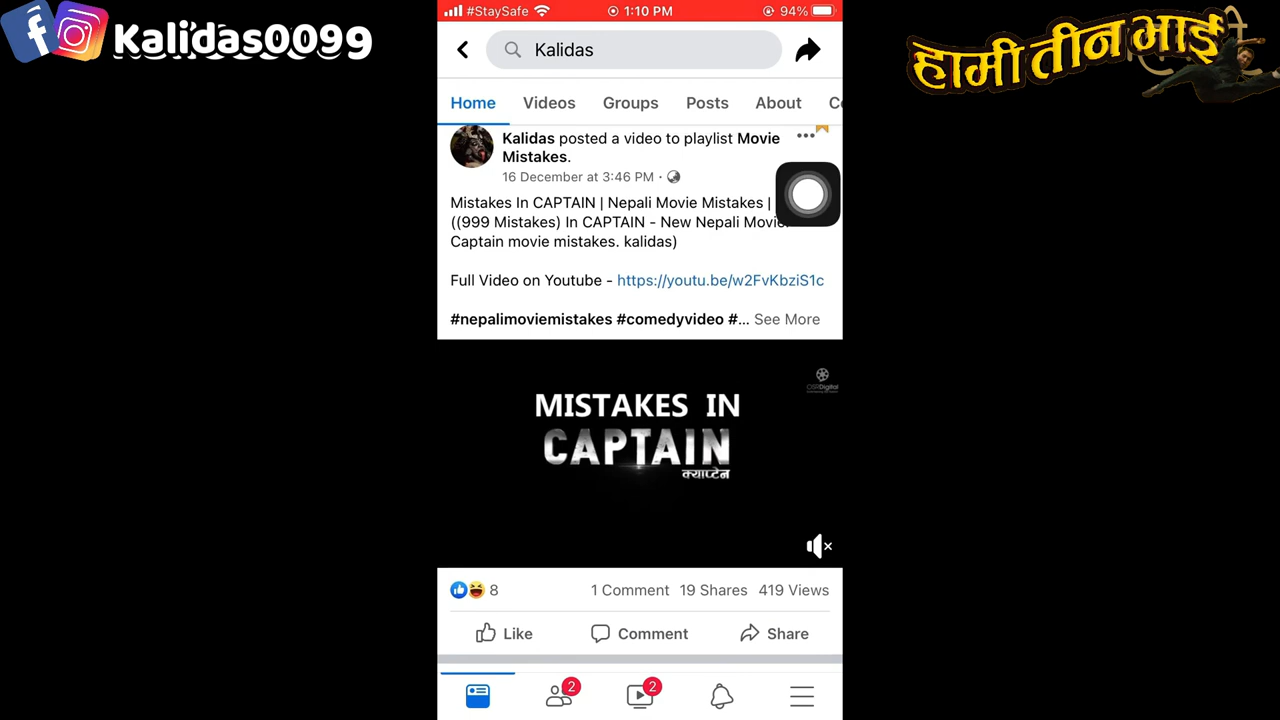 Kalidas0099
हामी तीन भाई
#StaySafe 1:10 PM 94%
Kalidas
Home Videos Groups Posts About
Kalidas posted a video to playlist Movie
Mistakes.
16 December at 3:46 PM ·
Mistakes In CAPTAIN | Nepali Movie Mistakes |
((999 Mistakes) In CAPTAIN - New Nepali Movie
Captain movie mistakes. kalidas)
Full Video on Youtube - https://youtu.be/w2FvKbziS1c
#nepalimoviemistakes #comedyvideo #... See More
OSRDigital
MISTAKES IN
CAPTAIN
क्याप्टेन
8 1 Comment 19 Shares 419 Views
Like Comment Share
2 2